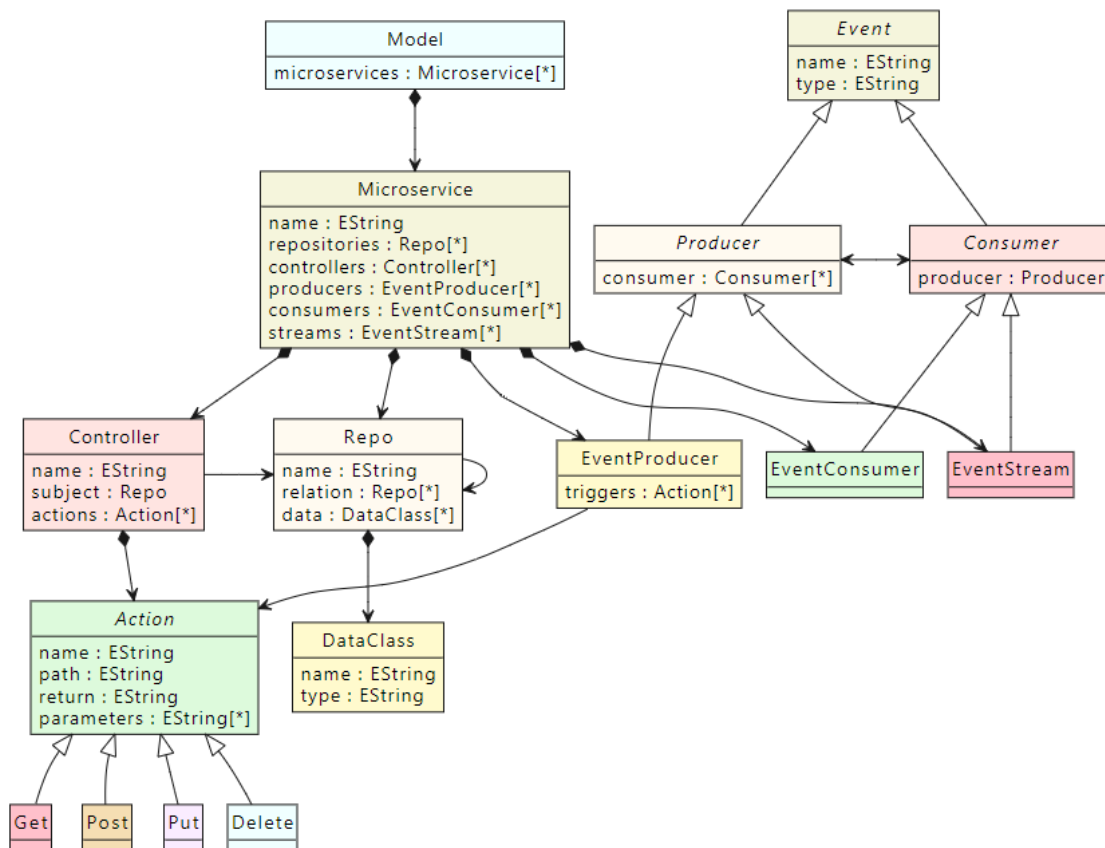 Model
microservices : Microservice[*]
Event
name : EString
type : EString
Microservice
name : EString
repositories : Repo[*]
controllers : Controller[*]
producers : EventProducer[*]
consumers : EventConsumer[*]
streams : EventStream[*]
Producer
consumer : Consumer[*]
Consumer
producer : Producer
Controller
name : EString
subject : Repo
actions : Action[*]
Repo
name : EString
relation : Repo[*]
data : DataClass[*]
EventProducer
triggers : Action[*]
EventConsumer
EventStream
Action
name : EString
path : EString
return : EString
parameters : EString[*]
DataClass
name : EString
type : EString
Get
Post
Put
Delete